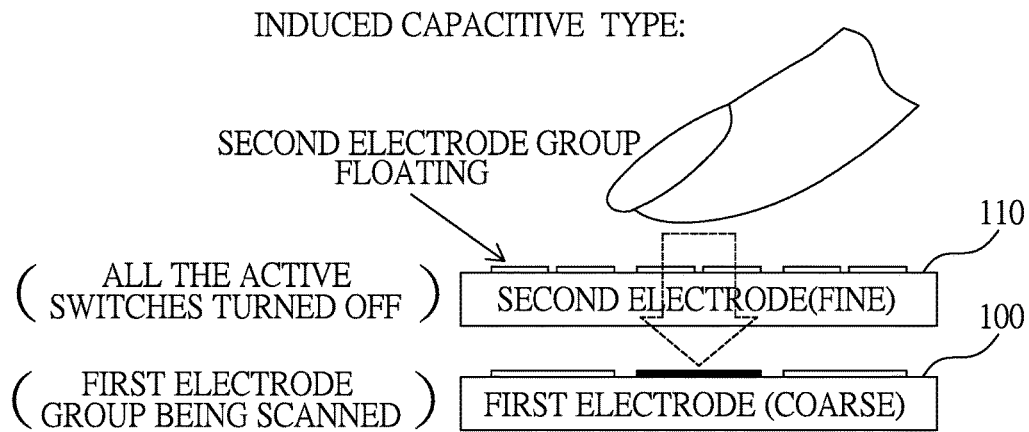 INDUCED CAPACITIVE TYPE:
SECOND ELECTRODE GROUP
FLOATING
110
( ALL THE ACTIVE
SWITCHES TURNED OFF )
SECOND ELECTRODE(FINE)
100
( FIRST ELECTRODE
GROUP BEING SCANNED )
FIRST ELECTRODE (COARSE)